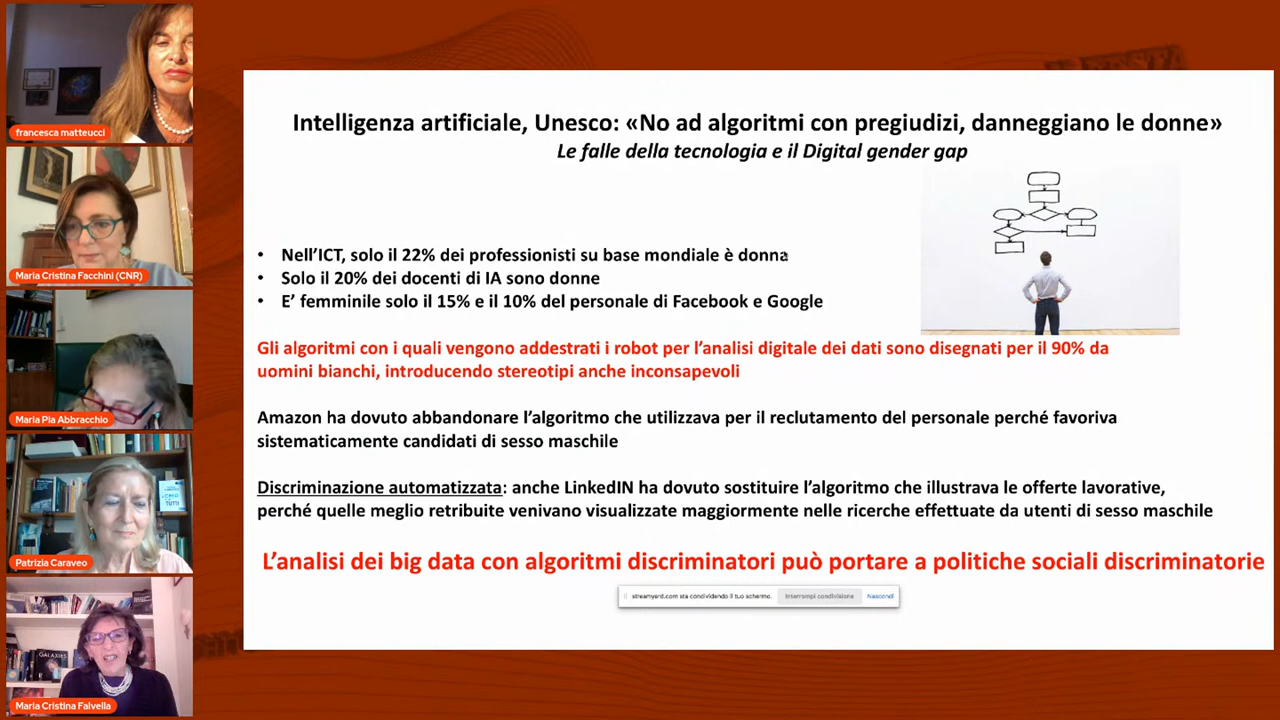 francesca matteucci
Maria Cristina Facchini (CNR)
Maria Pia Abbracchio
Patrizia Caraveo
Maria Cristina Falvella
GALAXIES
Intelligenza artificiale, Unesco: «No ad algoritmi con pregiudizi, danneggiano le donne»
Le falle della tecnologia e il Digital gender gap
• Nell’ICT, solo il 22% dei professionisti su base mondiale è donna
• Solo il 20% dei docenti di IA sono donne
• E’ femminile solo il 15% e il 10% del personale di Facebook e Google
Gli algoritmi con i quali vengono addestrati i robot per l’analisi digitale dei dati sono disegnati per il 90% da
uomini bianchi, introducendo stereotipi anche inconsapevoli
Amazon ha dovuto abbandonare l’algoritmo che utilizzava per il reclutamento del personale perché favoriva
sistematicamente candidati di sesso maschile
Discriminazione automatizzata: anche LinkedIN ha dovuto sostituire l’algoritmo che illustrava le offerte lavorative,
perché quelle meglio retribuite venivano visualizzate maggiormente nelle ricerche effettuate da utenti di sesso maschile
L’analisi dei big data con algoritmi discriminatori può portare a politiche sociali discriminatorie
streamyard.com sta condividendo il tuo schermo. Interrompi condivisione Nascondi